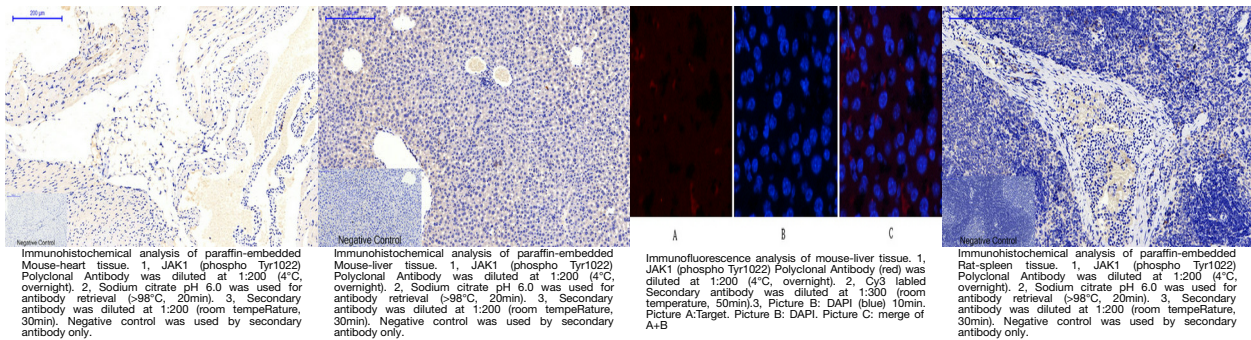 200 μm
Negative Control
Immunohistochemical analysis of paraffin-embedded
Mouse-heart tissue. 1, JAK1 (phospho Tyr1022)
Polyclonal Antibody was diluted at 1:200 (4°C,
overnight). 2, Sodium citrate pH 6.0 was used for
antibody retrieval (>98°C, 20min). 3, Secondary
antibody was diluted at 1:200 (room tempeRature,
30min). Negative control was used by secondary
antibody only.
Negative Control
Immunohistochemical analysis of paraffin-embedded
Mouse-liver tissue. 1, JAK1 (phospho Tyr1022)
Polyclonal Antibody was diluted at 1:200 (4°C,
overnight). 2, Sodium citrate pH 6.0 was used for
antibody retrieval (>98°C, 20min). 3, Secondary
antibody was diluted at 1:200 (room tempeRature,
30min). Negative control was used by secondary
antibody only.
A B C
Immunofluorescence analysis of mouse-liver tissue. 1,
JAK1 (phospho Tyr1022) Polyclonal Antibody (red) was
diluted at 1:200 (4°C, overnight). 2, Cy3 labled
Secondary antibody was diluted at 1:300 (room
temperature, 50min).3, Picture B: DAPI (blue) 10min.
Picture A:Target. Picture B: DAPI. Picture C: merge of
A+B
Negative Control
Immunohistochemical analysis of paraffin-embedded
Rat-spleen tissue. 1, JAK1 (phospho Tyr1022)
Polyclonal Antibody was diluted at 1:200 (4°C,
overnight). 2, Sodium citrate pH 6.0 was used for
antibody retrieval (>98°C, 20min). 3, Secondary
antibody was diluted at 1:200 (room tempeRature,
30min). Negative control was used by secondary
antibody only.